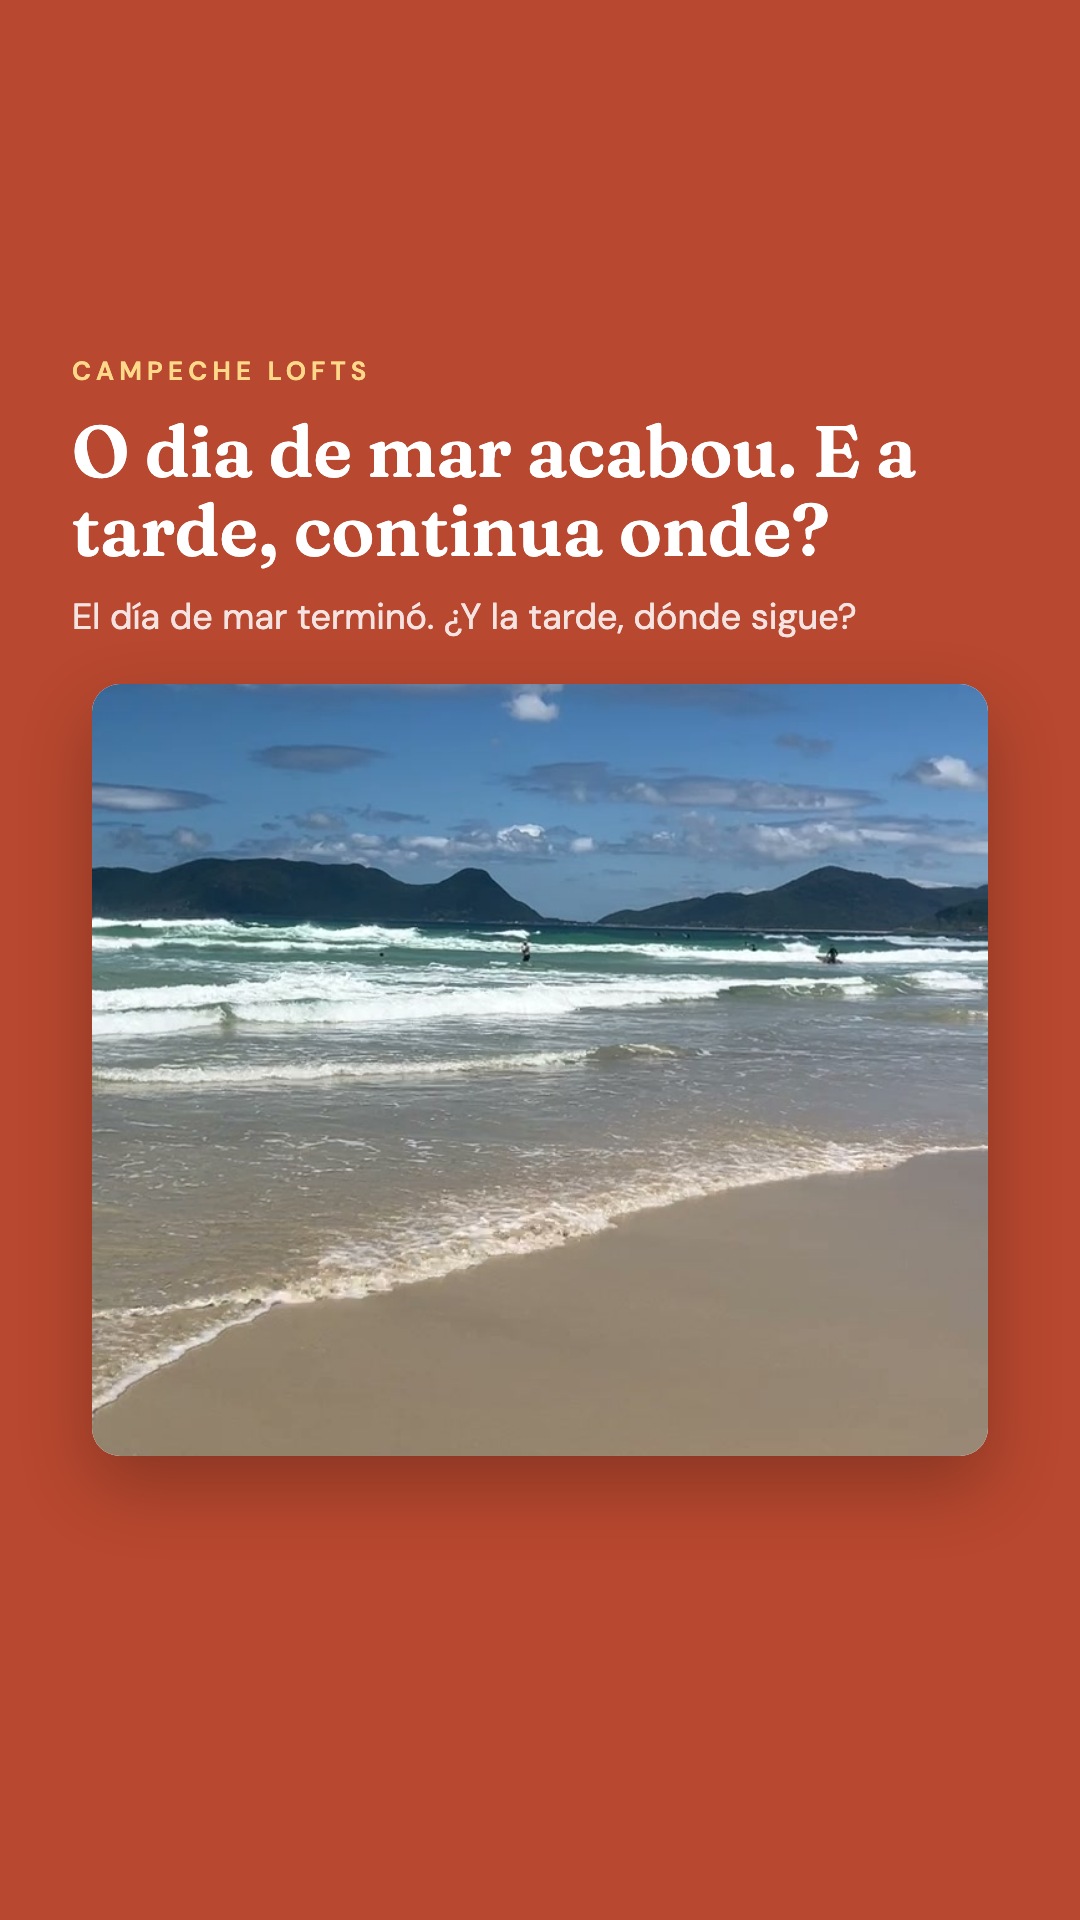 CAMPECHE LOFTS
O dia de mar acabou. E a
tarde, continua onde?
El día de mar terminó. ¿Y la tarde, dónde sigue?